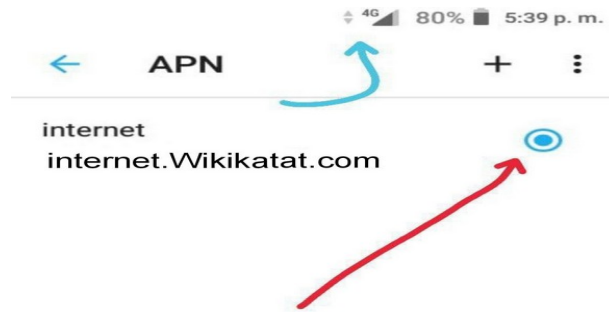 4G 80% 5:39 p. m.
APN
internet
internet.Wikikatat.com